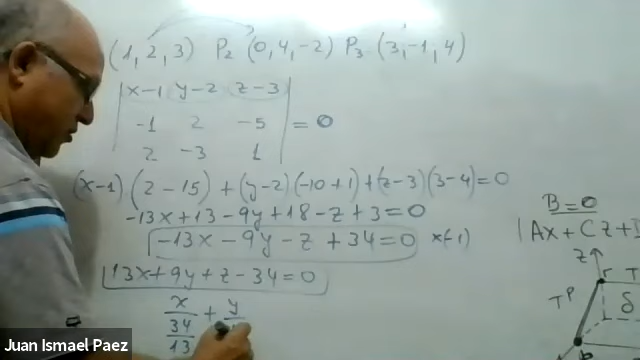 (1, 2, 3) P₂ (0, 4, -2) P₃ (3, -1, 4)
| x-1 y-2 z-3 |
| -1 2 -5 | = 0
| 2 -3 1 |
(x-1)(2-15) + (y-2)(-10+1) + (z-3)(3-4) = 0
-13x + 13 - 9y + 18 - z + 3 = 0
-13x - 9y - z + 34 = 0 x(-1)
13x + 9y + z - 34 = 0
x/(34/13) + y/
B = 0
Ax + Cz +
z
r
T
TP
δ
Juan Ismael Paez